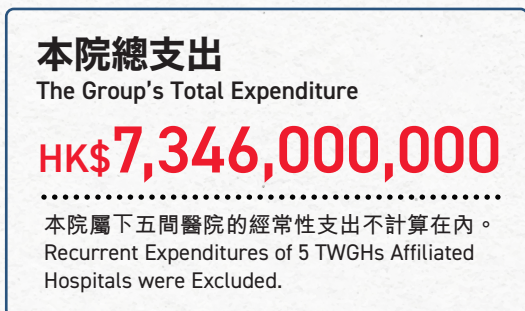 本院總支出
The Group's Total Expenditure
HK$7,346,000,000
本院屬下五間醫院的經常性支出不計算在內。
Recurrent Expenditures of 5 TWGHs Affiliated
Hospitals were Excluded.